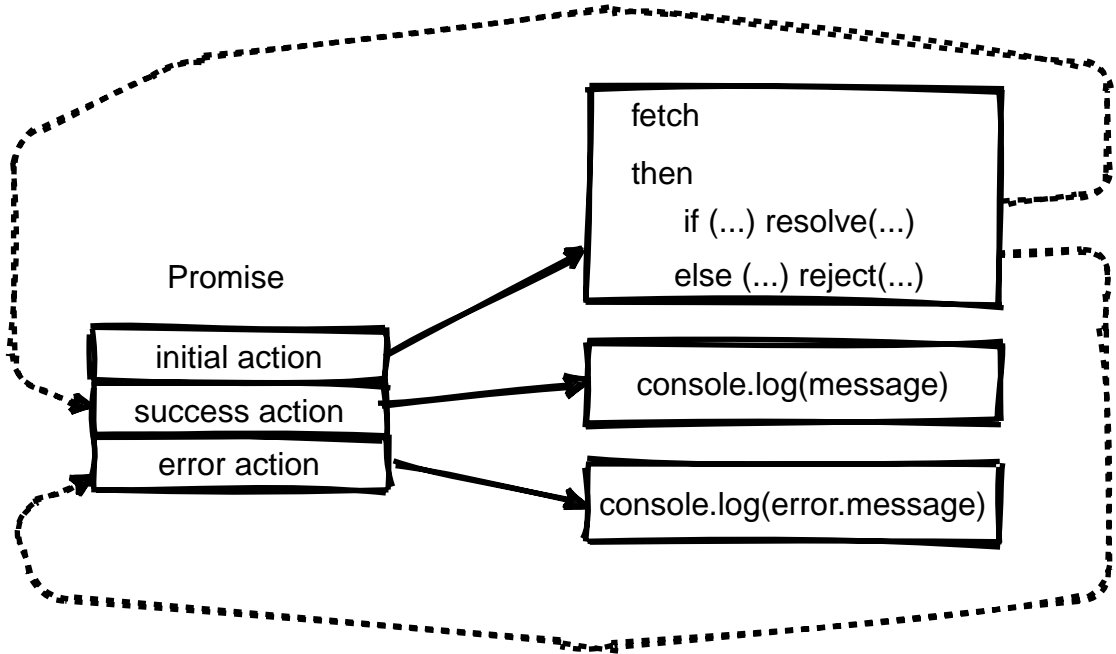 fetch
then
if (...) resolve(...)
else (...) reject(...)
Promise
initial action
success action
error action
console.log(message)
console.log(error.message)